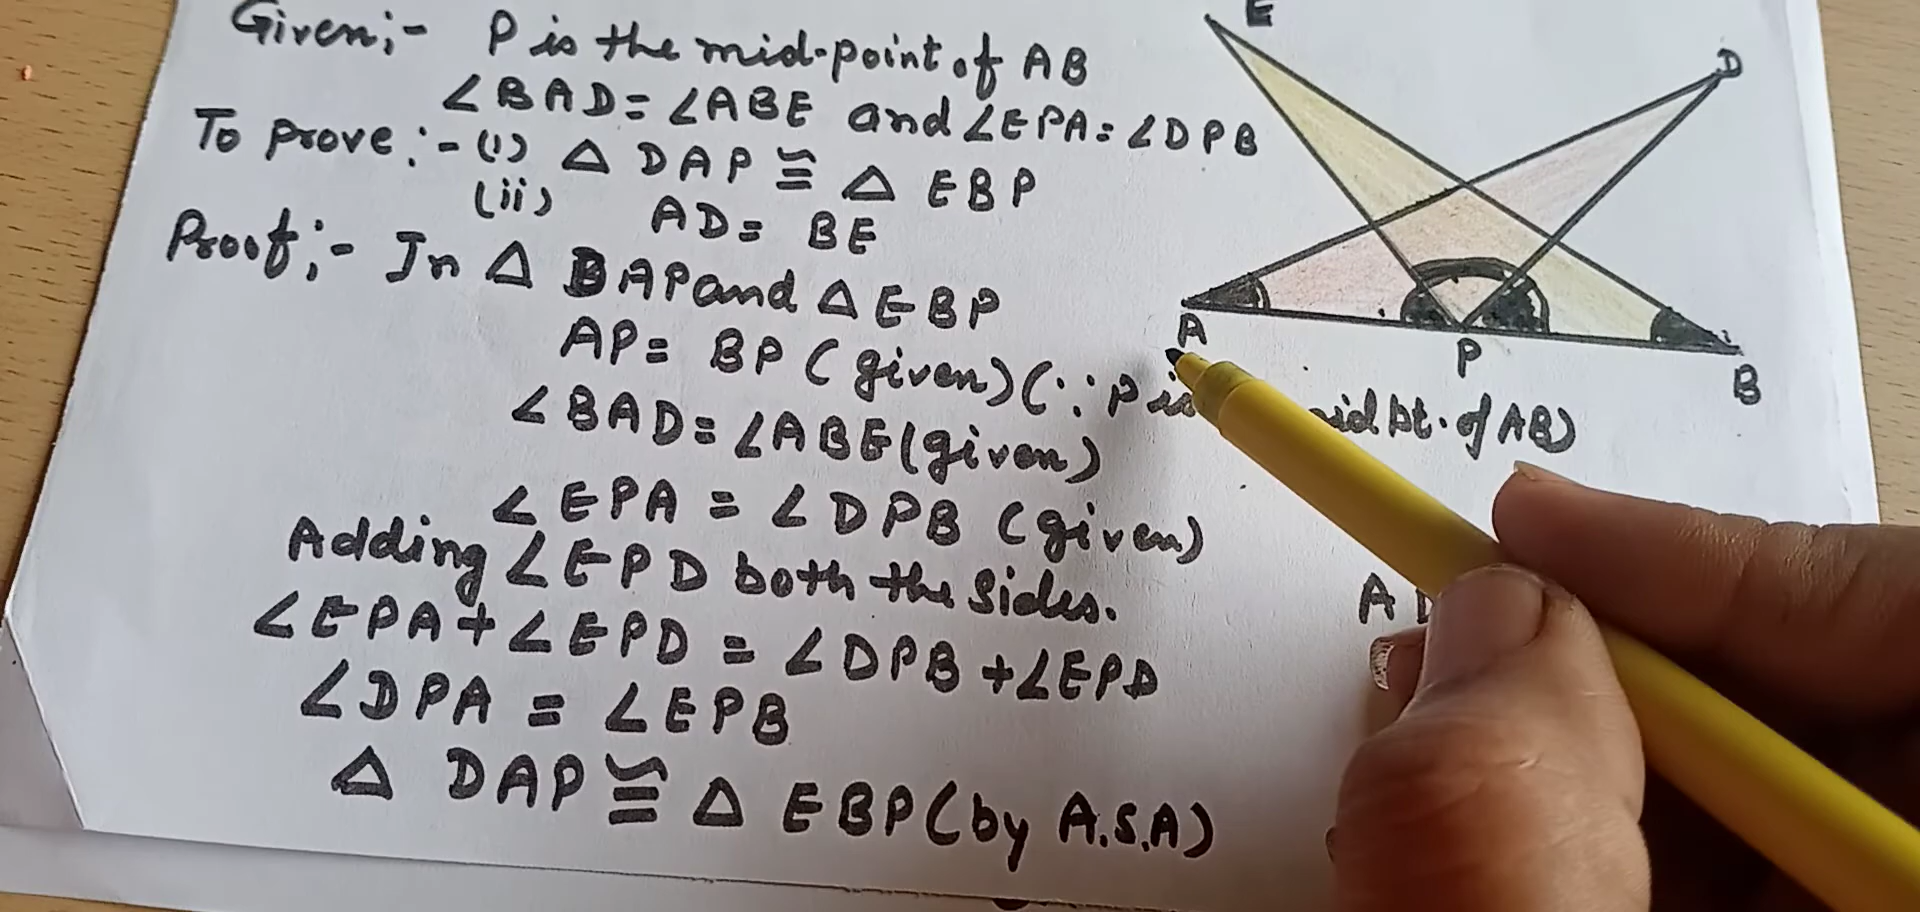 Given:- P is the mid-point of AB
∠BAD = ∠ABE and ∠EPA = ∠DPB
To prove:- (i) △ DAP ≅ △ EBP
(ii) AD = BE
Proof:- In △ DAP and △ EBP
AP = BP (given) (∵ P is mid pt. of AB)
∠BAD = ∠ABE (given)
∠EPA = ∠DPB (given)
Adding ∠EPD both the sides.
∠EPA + ∠EPD = ∠DPB + ∠EPD
∠DPA = ∠EPB
△ DAP ≅ △ EBP (by A.S.A)
E
D
A
P
B
A